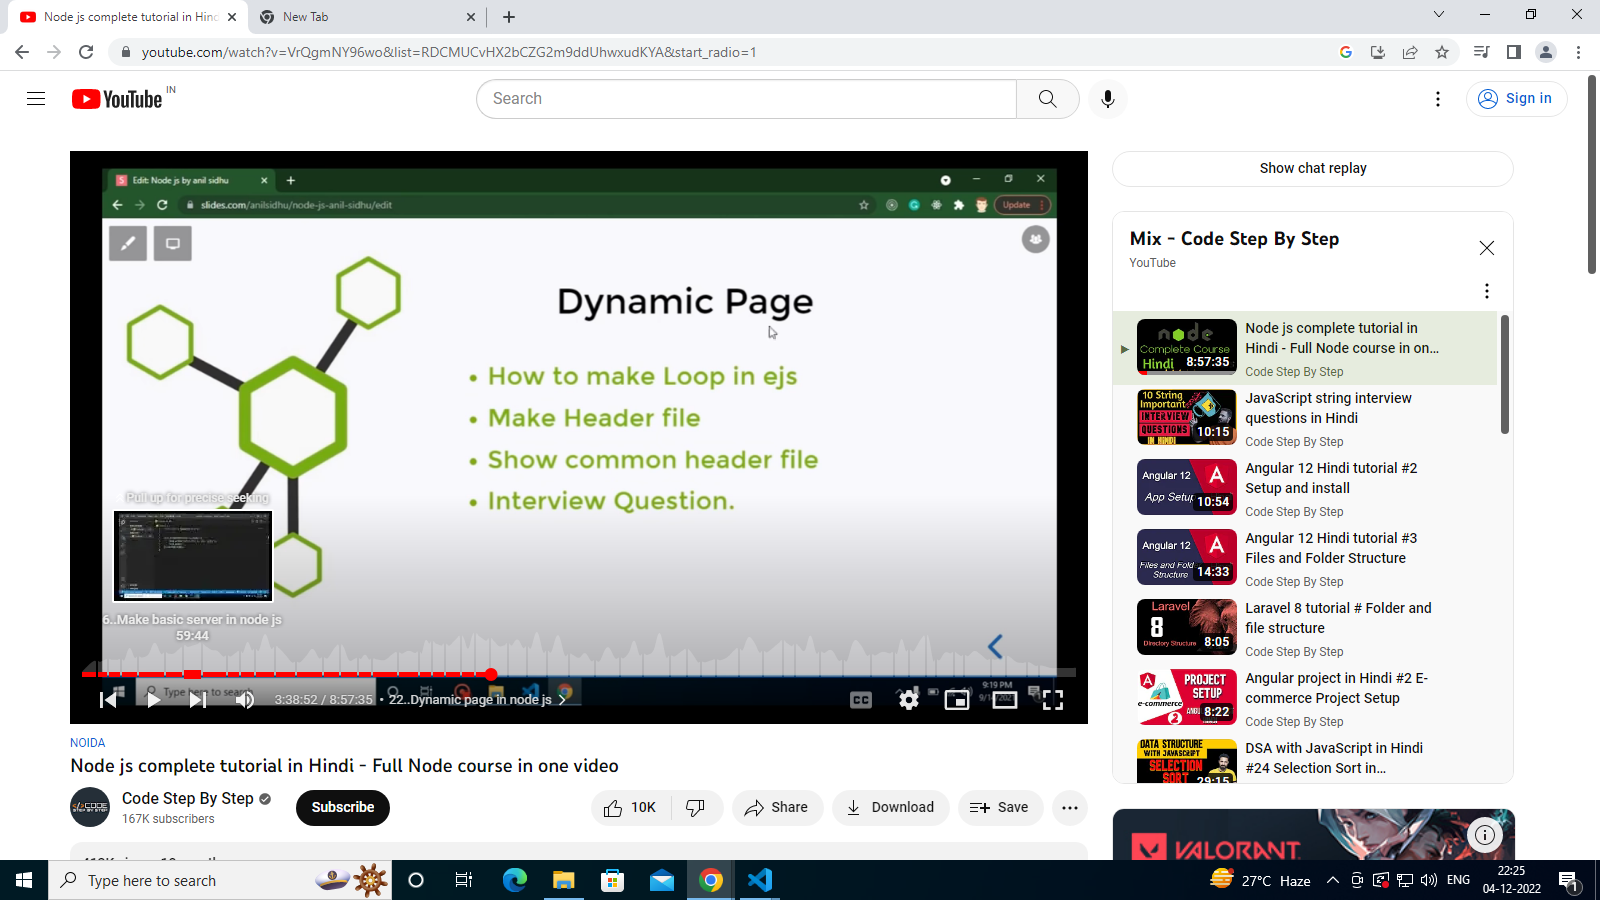 Node js complete tutorial in Hind
New Tab
youtube.com/watch?v=VrQgmNY96wo&list=RDCMUCvHX2bCZG2m9ddUhwxudKYA&start_radio=1
YouTube IN
Search
Sign in
Edit: Node js by anil sidhu
slides.com/anilsidhu/node-js-anil-sidhu/edit
Update
Dynamic Page
• How to make Loop in ejs
• Make Header file
• Show common header file
• Interview Question.
Pull up for precise seeking
6..Make basic server in node js
59:44
Type here to search
9:19 PM
3:38:52 / 8:57:35 • 22..Dynamic page in node js
CC
NOIDA
Node js complete tutorial in Hindi - Full Node course in one video
Code Step By Step
167K subscribers
Subscribe
10K
Share
Download
Save
Show chat replay
Mix - Code Step By Step
YouTube
node
Complete Course
Hindi
8:57:35
Node js complete tutorial in
Hindi - Full Node course in on...
Code Step By Step
10 String
Important
INTERVIEW
QUESTIONS
IN HINDI
10:15
JavaScript string interview
questions in Hindi
Code Step By Step
Angular 12
App Setup
10:54
Angular 12 Hindi tutorial #2
Setup and install
Code Step By Step
Angular 12
Files and Fold
Structure
14:33
Angular 12 Hindi tutorial #3
Files and Folder Structure
Code Step By Step
Laravel
8
Directory Structure
8:05
Laravel 8 tutorial # Folder and
file structure
Code Step By Step
PROJECT
SETUP
e-commerce
2
8:22
Angular project in Hindi #2 E-
commerce Project Setup
Code Step By Step
DATA STRUCTURE
WITH JAVASCRIPT
SELECTION
SORT
29:15
DSA with JavaScript in Hindi
#24 Selection Sort in...
VALORANT
Type here to search
27°C Haze
ENG
22:25
04-12-2022
1